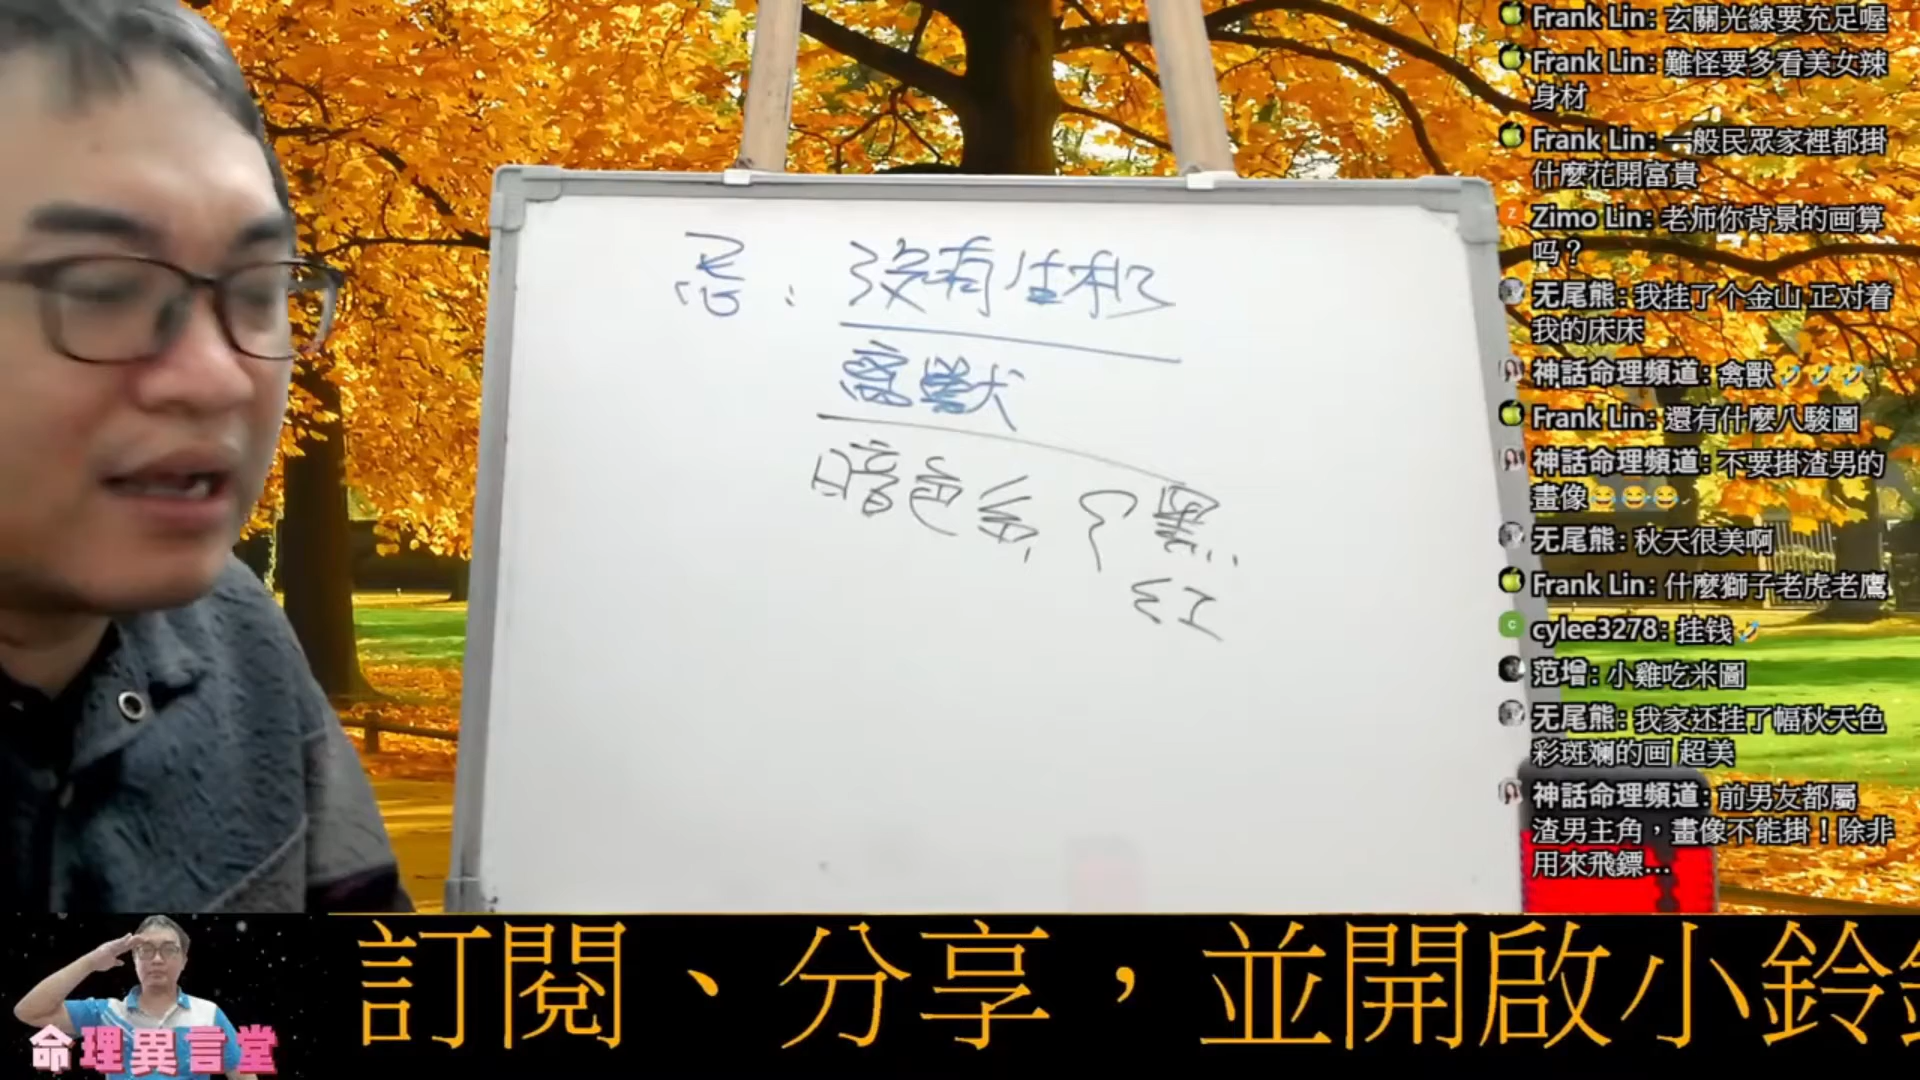 忌：沒有生机
禽獸
暗色系{黑
紅
Frank Lin: 玄關光線要充足喔
Frank Lin: 難怪要多看美女辣
身材
Frank Lin: 一般民眾家裡都掛
什麼花開富貴
Zimo Lin: 老师你背景的画算
吗？
无尾熊: 我挂了个金山 正对着
我的床床
神話命理頻道: 禽獸🤣🤣🤣
Frank Lin: 還有什麼八駿圖
神話命理頻道: 不要掛渣男的
畫像😂😂😂
无尾熊: 秋天很美啊
Frank Lin: 什麼獅子老虎老鷹
cylee3278: 挂钱🤣
范增: 小雞吃米圖
无尾熊: 我家还挂了幅秋天色
彩斑斓的画 超美
神話命理頻道: 前男友都屬
渣男主角，畫像不能掛！除非
用來飛鏢...
訂閱、分享，並開啟小鈴
命理異言堂